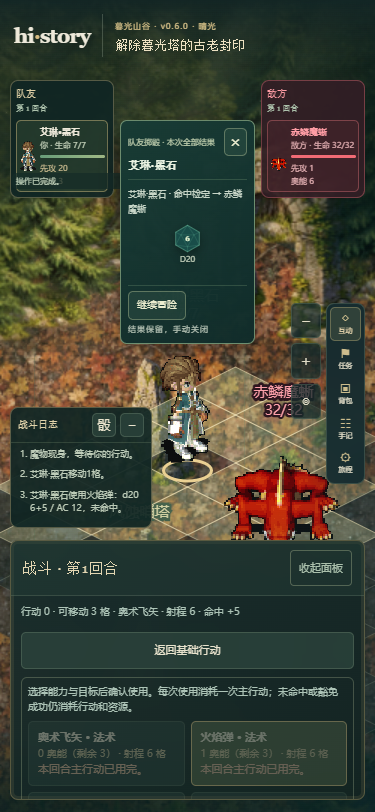 hi·story
暮光山谷 · v0.6.0 · 晴光
解除暮光塔的古老封印
队友
第 1 回合
艾琳·黑石
你 · 生命 7/7
先攻 20
操作已完成。
敌方
第 1 回合
赤鳞魔蜥
敌方 · 生命 32/32
先攻 1
奥能 6
队友掷骰 · 本次全部结果
×
艾琳·黑石
艾琳·黑石 · 命中检定 → 赤鳞
魔蜥
6
D20
继续冒险
结果保留，手动关闭
−
+
互动
任务
背包
手记
旅程
赤鳞魔蜥
32/32
战斗日志
骰
−
1. 魔物现身，等待你的行动。
2. 艾琳·黑石移动1格。
3. 艾琳·黑石使用火焰弹：d20
6+5 / AC 12，未命中。
塔
战斗 · 第1回合
收起面板
行动 0 · 可移动 3 格 · 奥术飞矢 · 射程 6 · 命中 +5
返回基础行动
选择能力与目标后确认使用。每次使用消耗一次主行动；未命中或豁免
成功仍消耗行动和资源。
奥术飞矢 · 法术
0 奥能（剩余 3） · 射程 6 格
本回合主行动已用完。
火焰弹 · 法术
1 奥能（剩余 3） · 射程 6 格
本回合主行动已用完。